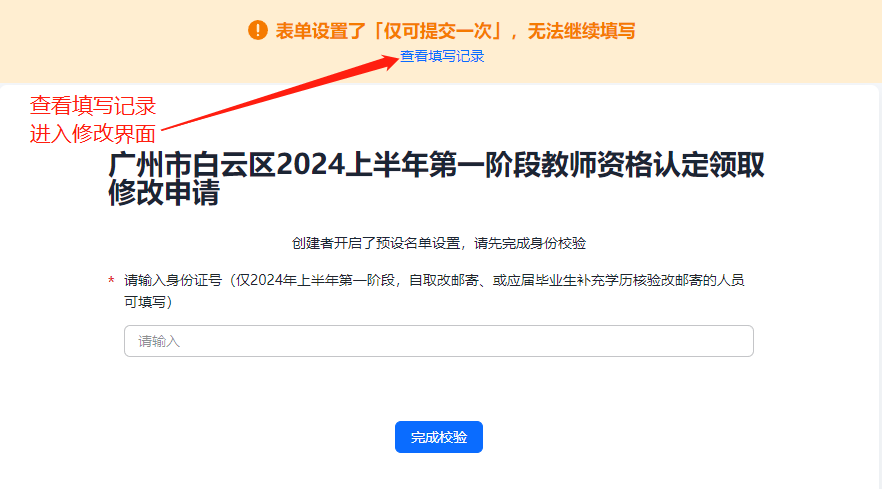 表单设置了「仅可提交一次」，无法继续填写
查看填写记录
查看填写记录
进入修改界面
广州市白云区2024上半年第一阶段教师资格认定领取
修改申请
创建者开启了预设名单设置，请先完成身份校验
* 请输入身份证号（仅2024年上半年第一阶段，自取改邮寄、或应届毕业生补充学历核验改邮寄的人员
可填写）
请输入
完成校验